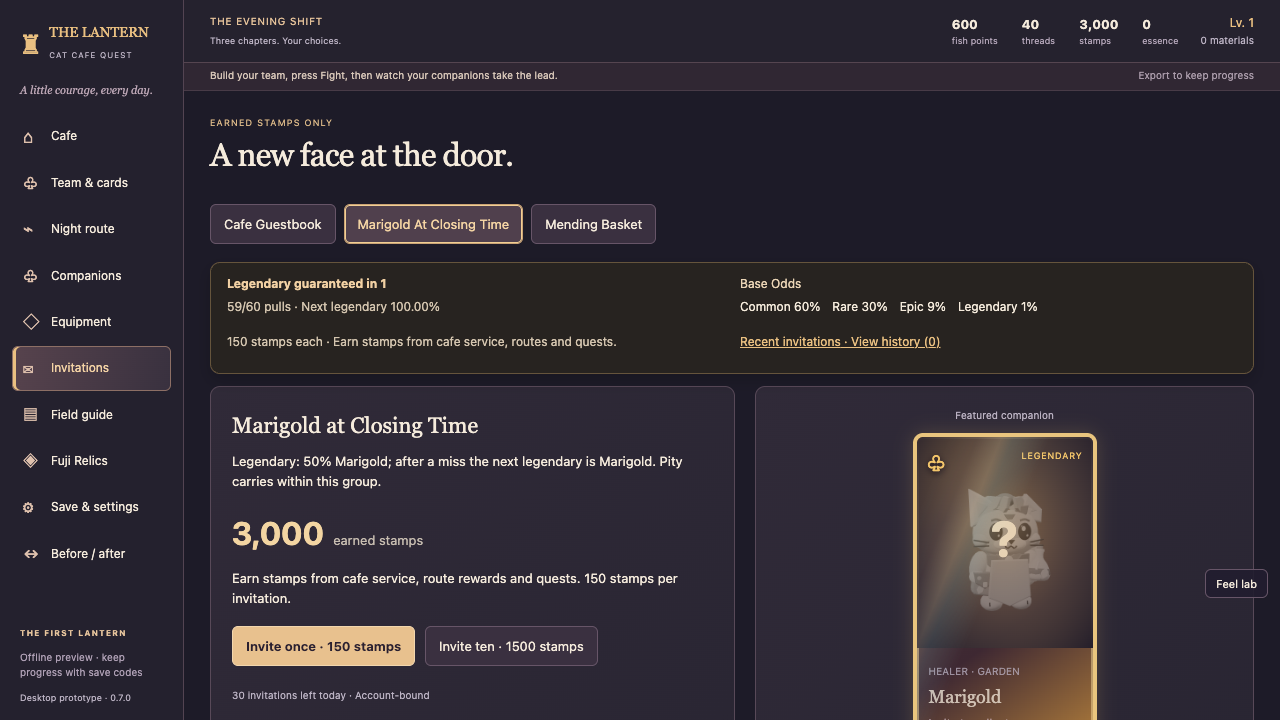 THE LANTERN
CAT CAFE QUEST
A little courage, every day.
Cafe
Team & cards
Night route
Companions
Equipment
Invitations
Field guide
Fuji Relics
Save & settings
Before / after
THE FIRST LANTERN
Offline preview · keep
progress with save codes
Desktop prototype · 0.7.0
THE EVENING SHIFT
Three chapters. Your choices.
600
fish points
40
threads
3,000
stamps
0
essence
Lv. 1
0 materials
Build your team, press Fight, then watch your companions take the lead.
Export to keep progress
EARNED STAMPS ONLY
A new face at the door.
Cafe Guestbook
Marigold At Closing Time
Mending Basket
Legendary guaranteed in 1
59/60 pulls · Next legendary 100.00%
150 stamps each · Earn stamps from cafe service, routes and quests.
Base Odds
Common 60% Rare 30% Epic 9% Legendary 1%
Recent invitations · View history (0)
Marigold at Closing Time
Legendary: 50% Marigold; after a miss the next legendary is Marigold. Pity
carries within this group.
3,000 earned stamps
Earn stamps from cafe service, route rewards and quests. 150 stamps per
invitation.
Invite once · 150 stamps
Invite ten · 1500 stamps
30 invitations left today · Account-bound
Featured companion
LEGENDARY
?
HEALER · GARDEN
Marigold
Feel lab